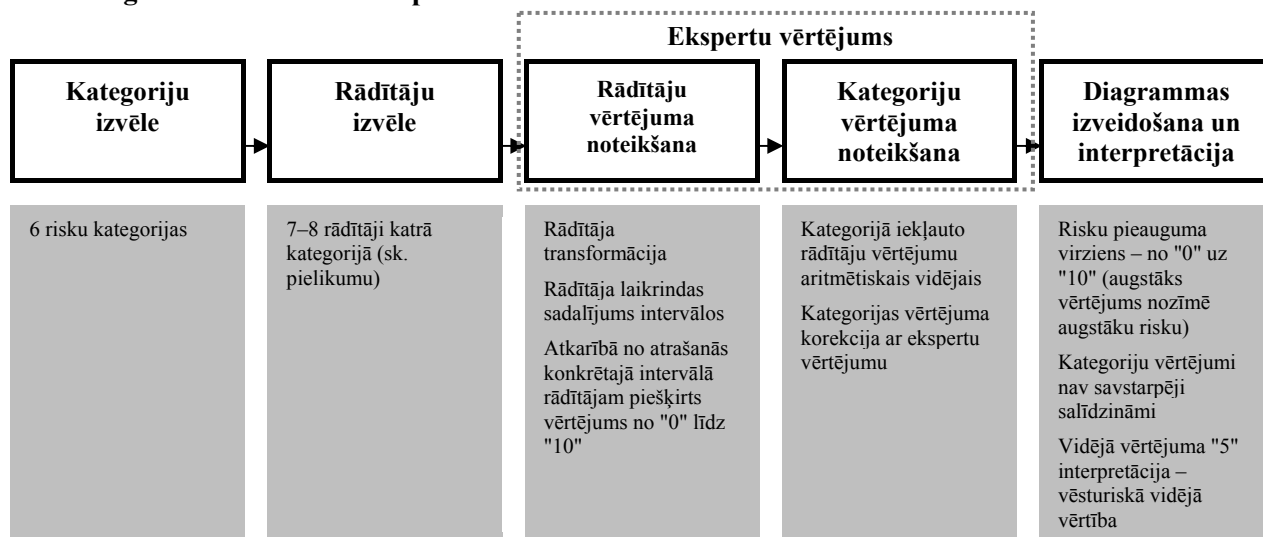 Ekspertu vērtējums
Kategoriju
izvēle
Rādītāju
izvēle
Rādītāju
vērtējuma
noteikšana
Kategoriju
vērtējuma
noteikšana
Diagrammas
izveidošana un
interpretācija
6 risku kategijas
7–8 rādītāji katrā
kategorijā (sk.
pielikumu)
Rādītāja
transformācija
Rādītāja laikrindas
sadalījums intervālos
Atkarībā no atrašanās
konkrētajā intervālā
rādītājam piešķirts
vērtējums no "0" līdz
"10"
Kategorijā iekļauto
rādītāju vērtējumu
aritmētiskais vidējais
Kategorijas vērtējuma
korekcija ar ekspertu
vērtējumu
Risku pieauguma
virziens – no "0" uz
"10" (augstāks
vērtējums nozīmē
augstāku risku)
Kategoriju vērtējumi
nav savstarpēji
salīdzināmi
Vidējā vērtējuma "5"
interpretācija –
vēsturiskā vidējā
vērtība